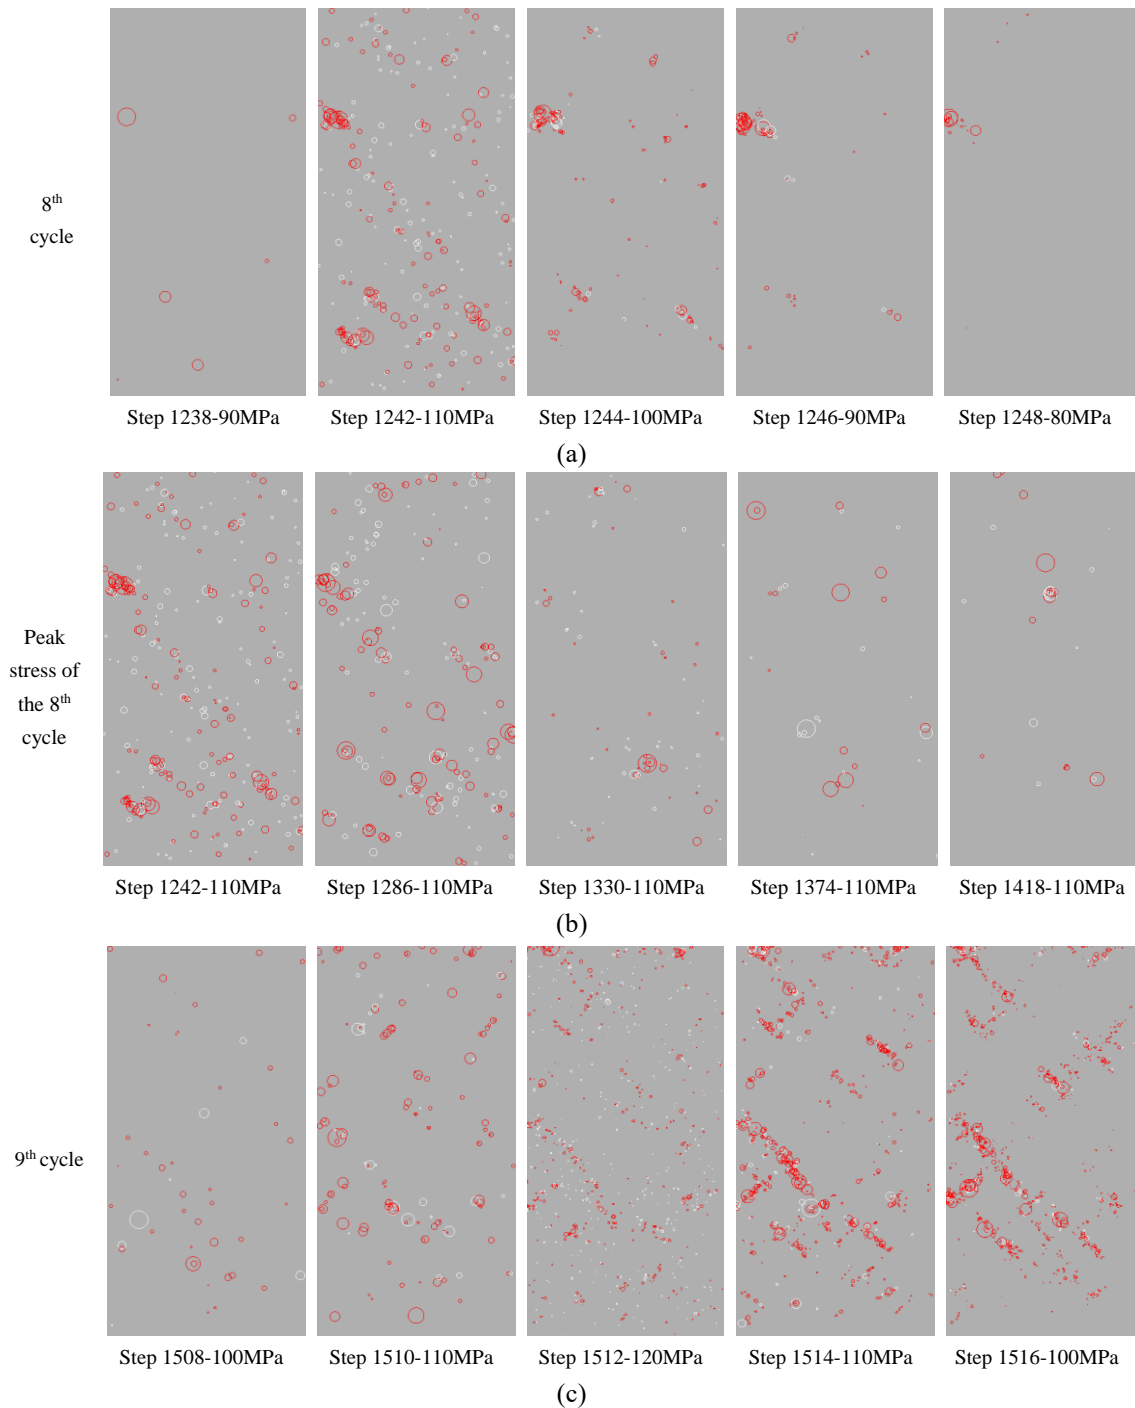 8th
cycle
Step 1238-90MPa
Step 1242-110MPa
Step 1244-100MPa
Step 1246-90MPa
Step 1248-80MPa
(a)
Peak
stress of
the 8th
cycle
Step 1242-110MPa
Step 1286-110MPa
Step 1330-110MPa
Step 1374-110MPa
Step 1418-110MPa
(b)
9th cycle
Step 1508-100MPa
Step 1510-110MPa
Step 1512-120MPa
Step 1514-110MPa
Step 1516-100MPa
(c)